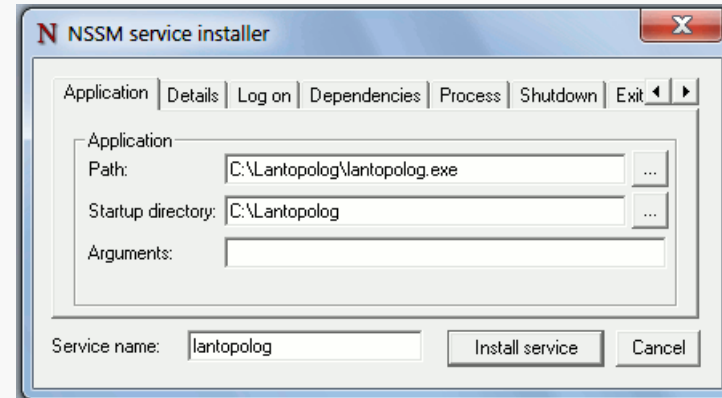 NSSM service installer
Application Details Log on Dependencies Process Shutdown Exit
Application
Path: C:\Lantopolog\lantopolog.exe ...
Startup directory: C:\Lantopolog ...
Arguments:
Service name: lantopolog Install service Cancel